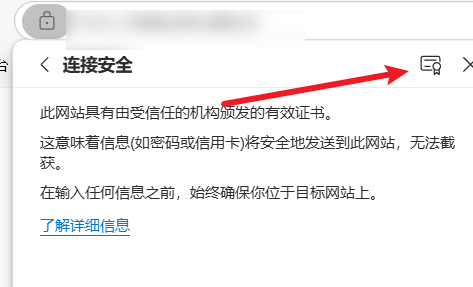 台
连接安全
此网站具有由受信任的机构颁发的有效证书。
这意味着信息(如密码或信用卡)将安全地发送到此网站，无法截
获。
在输入任何信息之前，始终确保你位于目标网站上。
了解详细信息